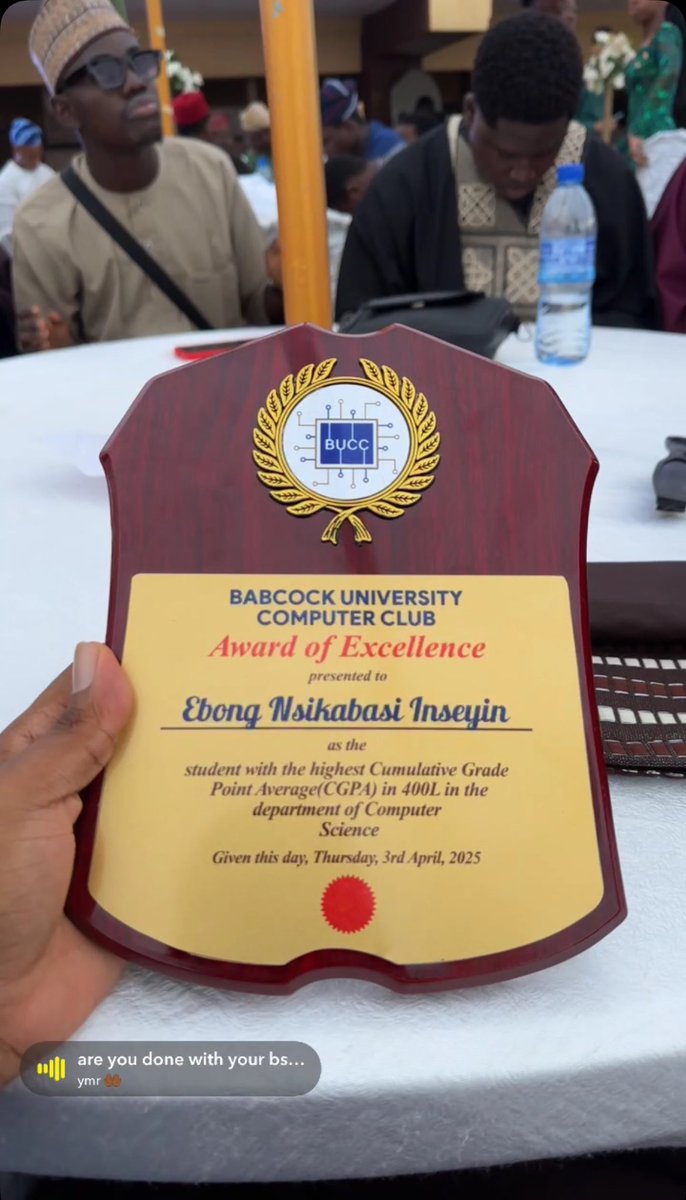 BUCC
BABCOCK UNIVERSITY
COMPUTER CLUB
Award of Excellence
presented to
Ebong Nsikabasi Inseyin
as the
student with the highest Cumulative Grade
Point Average(CGPA) in 400L in the
department of Computer
Science
Given this day, Thursday, 3rd April, 2025
are you done with your bs...
ymr